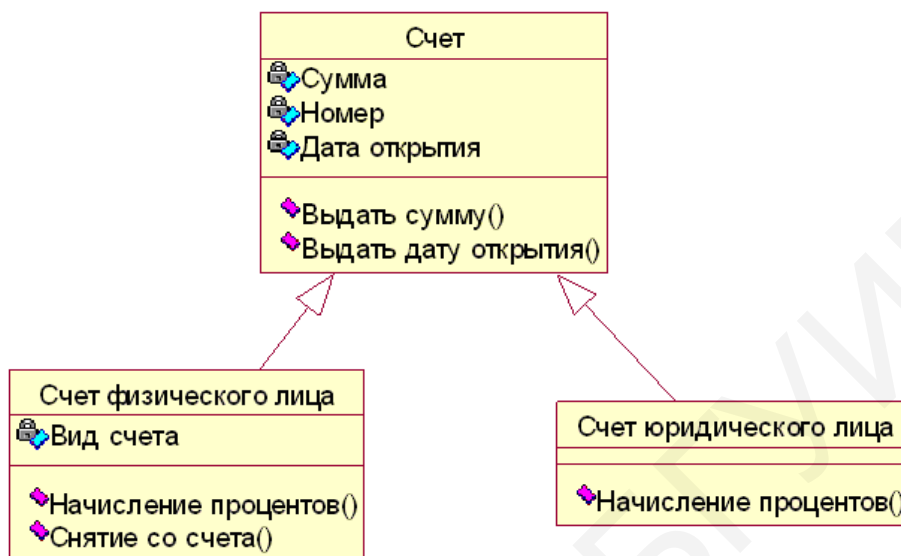 Счет
Сумма
Номер
Дата открытия
Выдать сумму()
Выдать дату открытия()
Счет физического лица
Вид счета
Начисление процентов()
Снятие со счета()
Счет юридического лица
Начисление процентов()